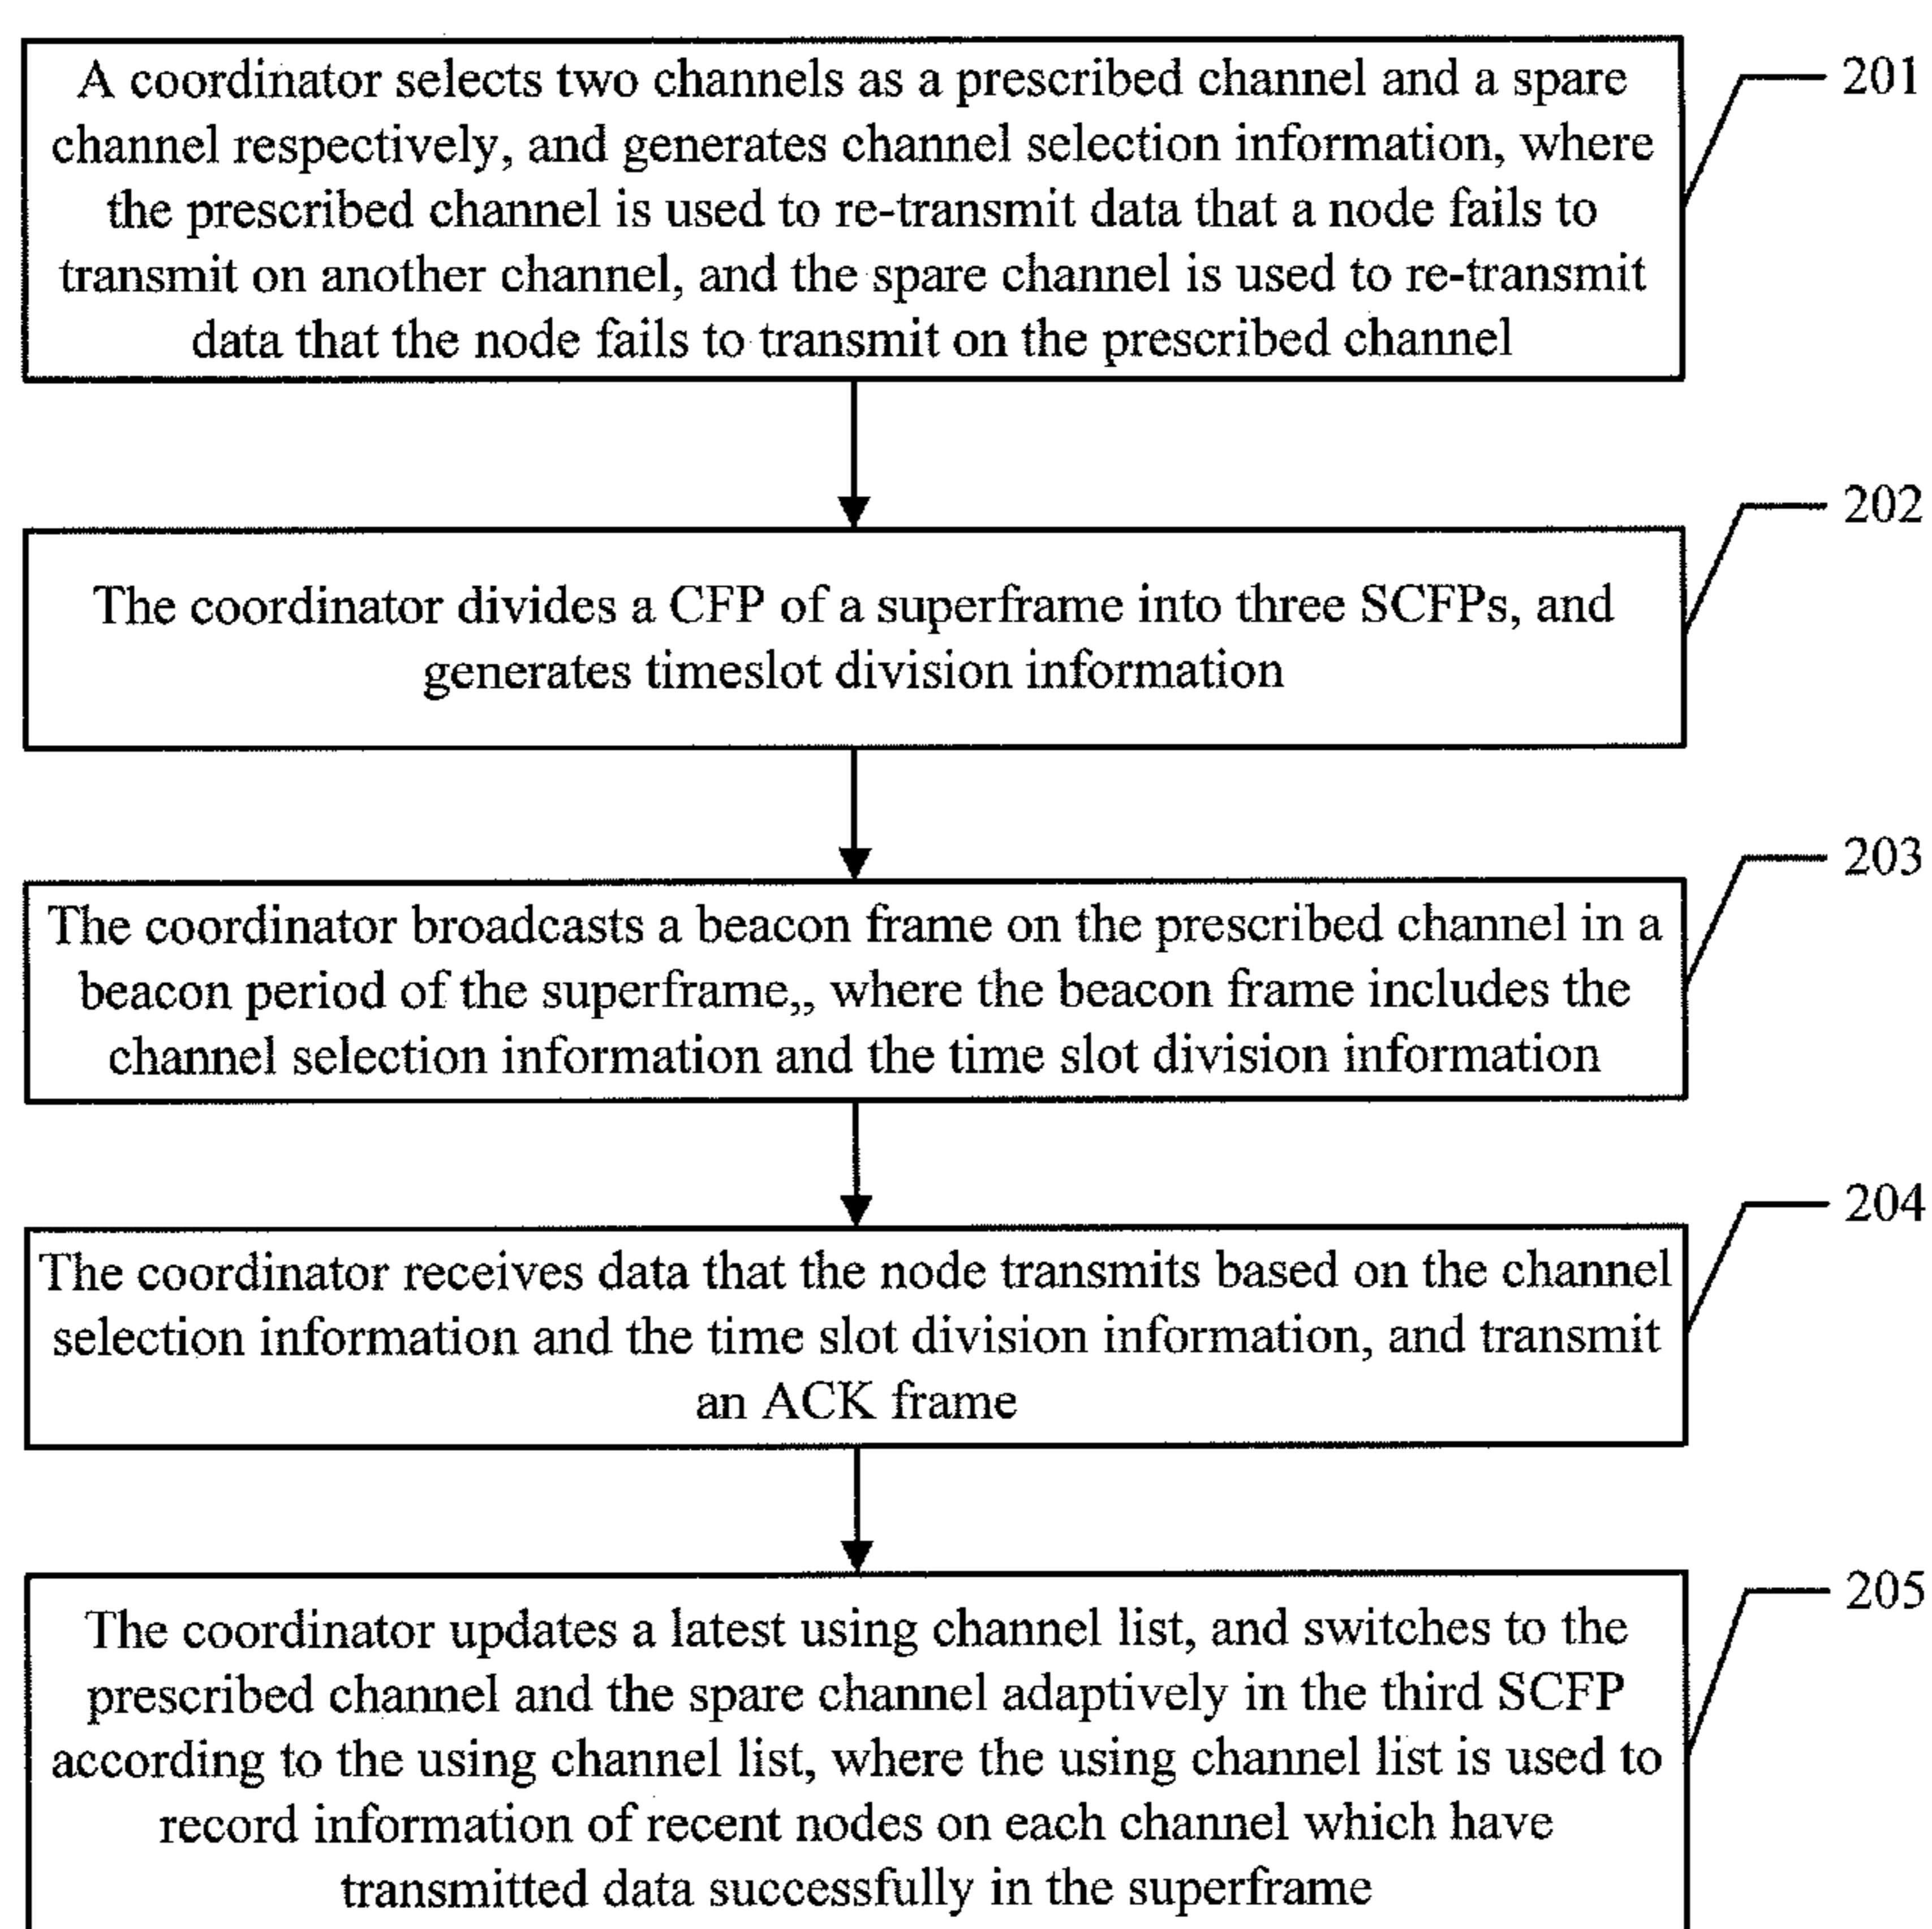 A coordinator selects two channels as a prescribed channel and a spare
channel respectively, and generates channel selection information, where
the prescribed channel is used to re-transmit data that a node fails to
transmit on another channel, and the spare channel is used to re-transmit
data that the node fails to transmit on the prescribed channel
201
The coordinator divides a CFP of a superframe into three SCFPs, and
generates timeslot division information
202
The coordinator broadcasts a beacon frame on the prescribed channel in a
beacon period of the superframe,, where the beacon frame includes the
channel selection information and the time slot division information
203
The coordinator receives data that the node transmits based on the channel
selection information and the time slot division information, and transmit
an ACK frame
204
The coordinator updates a latest using channel list, and switches to the
prescribed channel and the spare channel adaptively in the third SCFP
according to the using channel list, where the using channel list is used to
record information of recent nodes on each channel which have
transmitted data successfully in the superframe
205